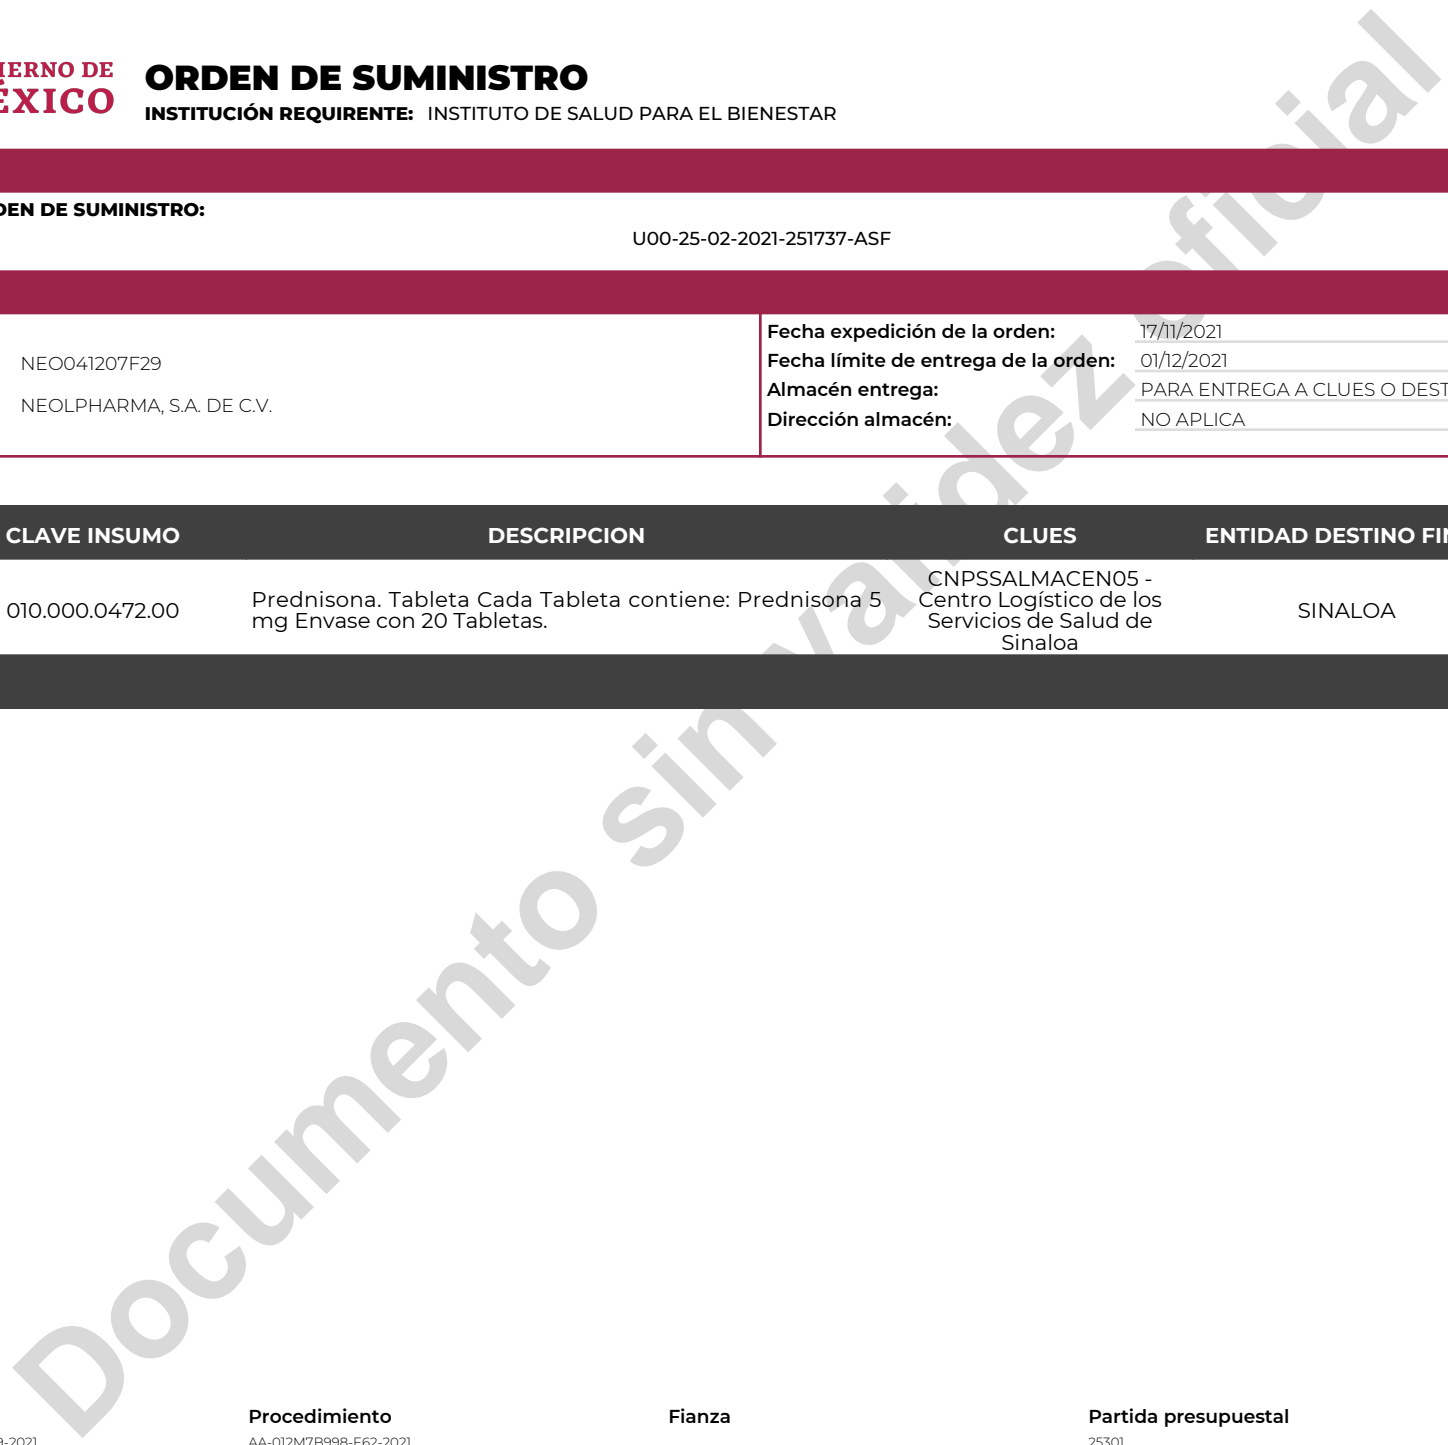 ORDEN DE SUMINISTRO
INSTITUCIÓN REQUIRENTE: INSTITUTO DE SALUD PARA EL BIENESTAR
DE SUMINISTRO:
U00-25-02-2021-251737-ASF
NEO041207F29
NEOLPHARMA, S.A. DE C.V.
Fecha expedición de la orden: 17/11/2021
Fecha límite de entrega de la orden: 01/12/2021
Almacén entrega: PARA ENTREGA A CLUES O DEST
Dirección almacén: NO APLICA
CLAVE INSUMO DESCRIPCION CLUES ENTIDAD DESTINO FIN
010.000.0472.00
Prednisona. Tableta Cada Tableta contiene: Prednisona 5
mg Envase con 20 Tabletas.
CNPSSALMACEN05 -
Centro Logístico de los
Servicios de Salud de
Sinaloa
SINALOA
Documento sin validez oficial
Procedimiento Fianza Partida presupuestal
-2021 AA-012M7B998-E62-2021 25301